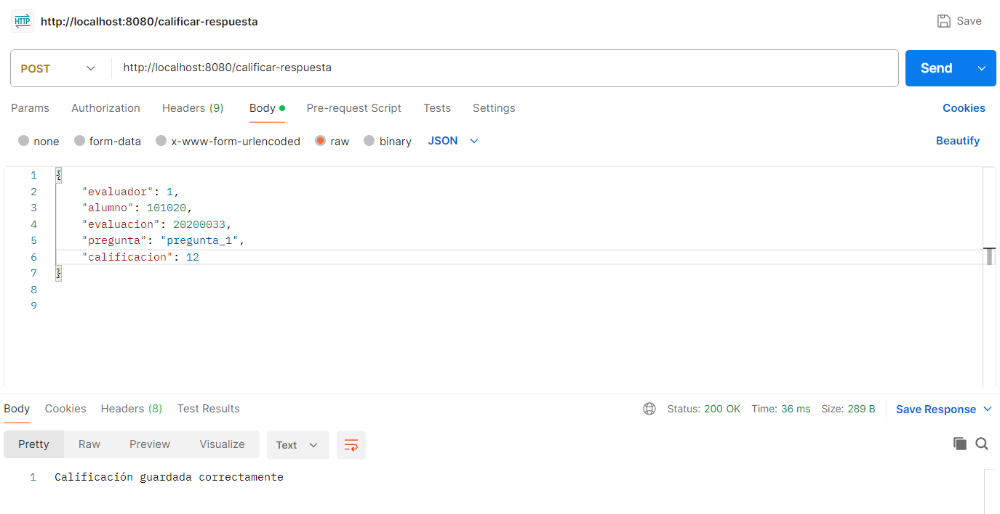 HTTP http://localhost:8080/calificar-respuesta Save
POST http://localhost:8080/calificar-respuesta Send
Params Authorization Headers (9) Body Pre-request Script Tests Settings Cookies
none form-data x-www-form-urlencoded raw binary JSON Beautify
1 {
2 "evaluador": 1,
3 "alumno": 101020,
4 "evaluacion": 20200033,
5 "pregunta": "pregunta_1",
6 "calificacion": 12
7 }
8
9
Body Cookies Headers (8) Test Results Status: 200 OK Time: 36 ms Size: 289 B Save Response
Pretty Raw Preview Visualize Text
1 Calificación guardada correctamente